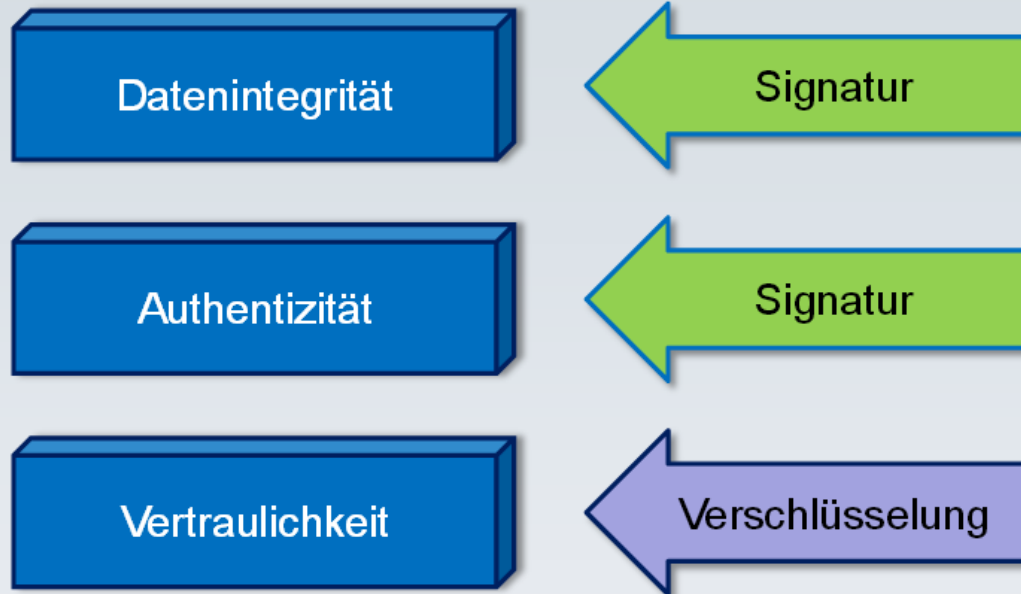 Datenintegrität
Signatur
Authentizität
Signatur
Vertraulichkeit
Verschlüsselung